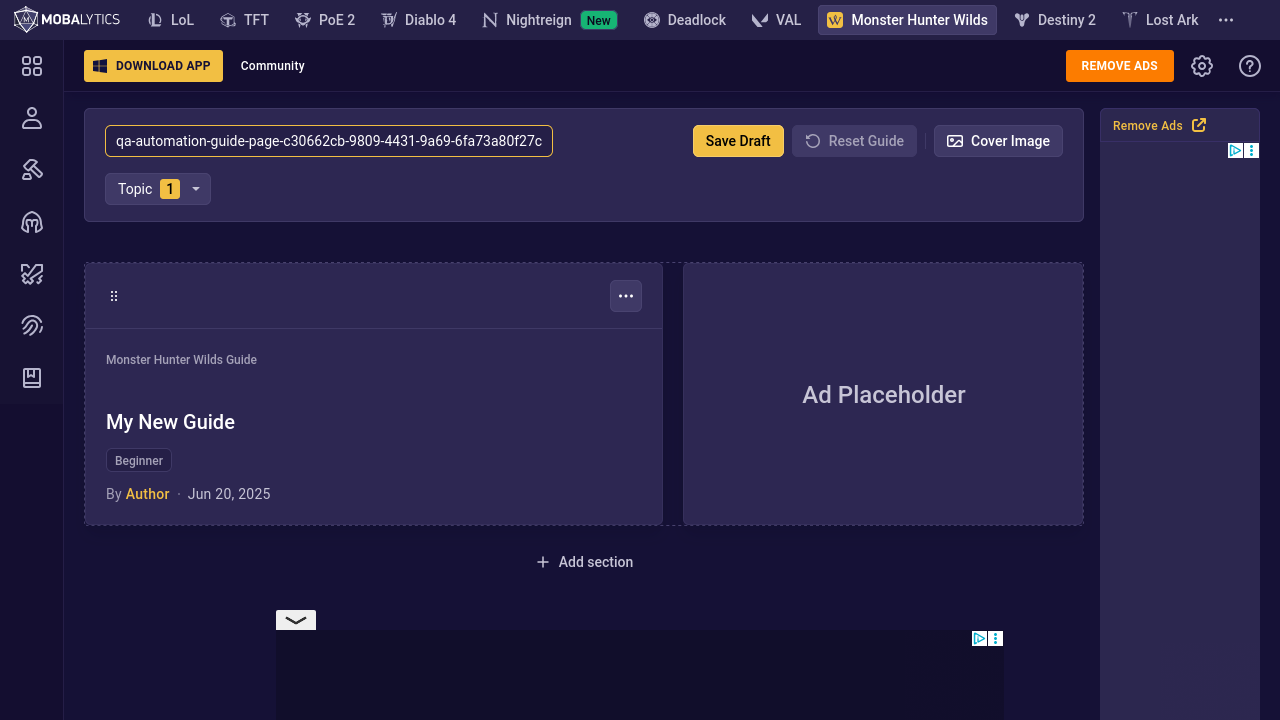 MOBALYTICS
LoL
TFT
PoE 2
Diablo 4
Nightreign
New
Deadlock
VAL
Monster Hunter Wilds
Destiny 2
Lost Ark
DOWNLOAD APP
Community
REMOVE ADS
qa-automation-guide-page-c30662cb-9809-4431-9a69-6fa73a80f27c
Save Draft
Reset Guide
Cover Image
Remove Ads
Topic 1
Monster Hunter Wilds Guide
My New Guide
Beginner
By Author · Jun 20, 2025
Ad Placeholder
Add section